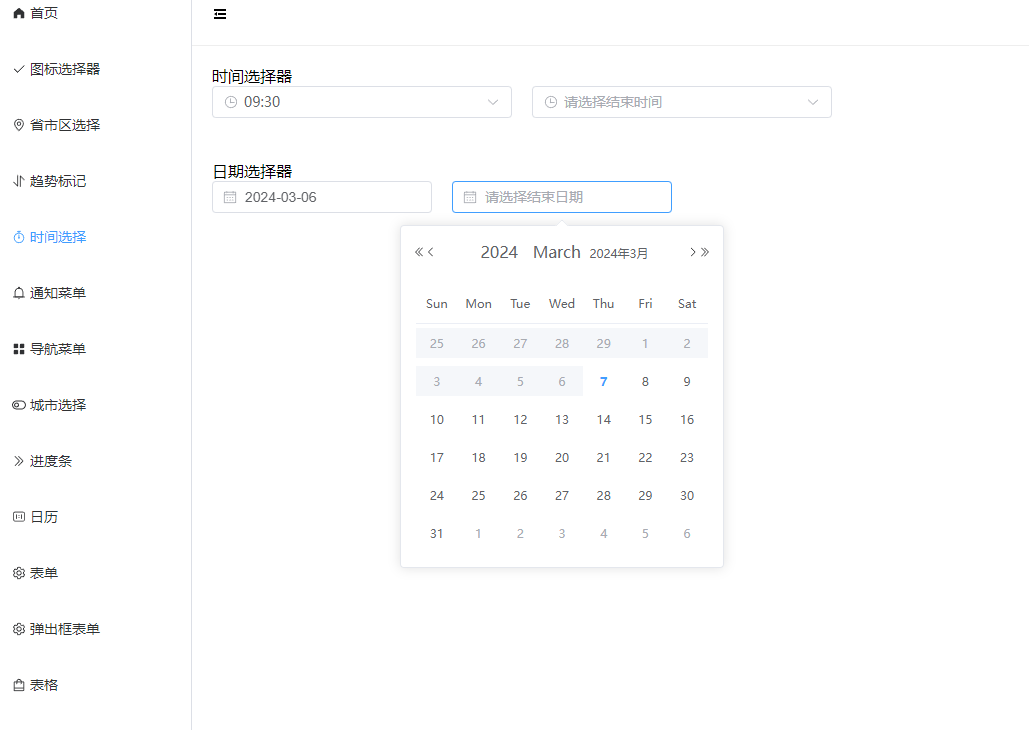 首页
图标选择器
省市区选择
趋势标记
时间选择
通知菜单
导航菜单
城市选择
进度条
日历
表单
弹出框表单
表格
时间选择器
09:30 请选择结束时间
日期选择器
2024-03-06 请选择结束日期
2024 March 2024年3月
Sun Mon Tue Wed Thu Fri Sat
25 26 27 28 29 1 2
3 4 5 6 7 8 9
10 11 12 13 14 15 16
17 18 19 20 21 22 23
24 25 26 27 28 29 30
31 1 2 3 4 5 6